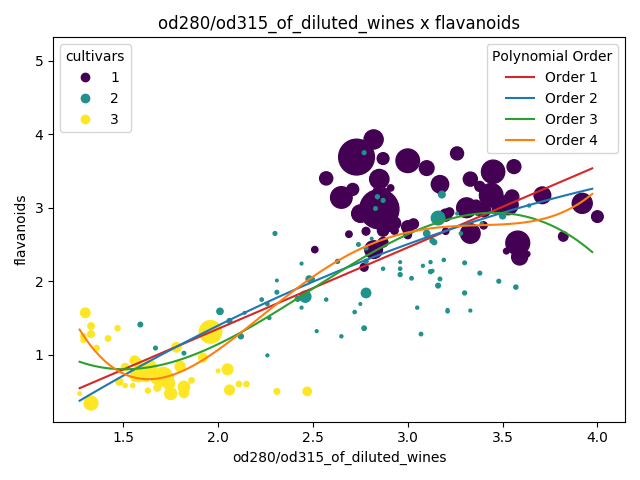 od280/od315_of_diluted_wines x flavanoids
cultivars
1
2
3
Polynomial Order
Order 1
Order 2
Order 3
Order 4
flavanoids
5
4
3
2
1
1.5 2.0 2.5 3.0 3.5 4.0
od280/od315_of_diluted_wines